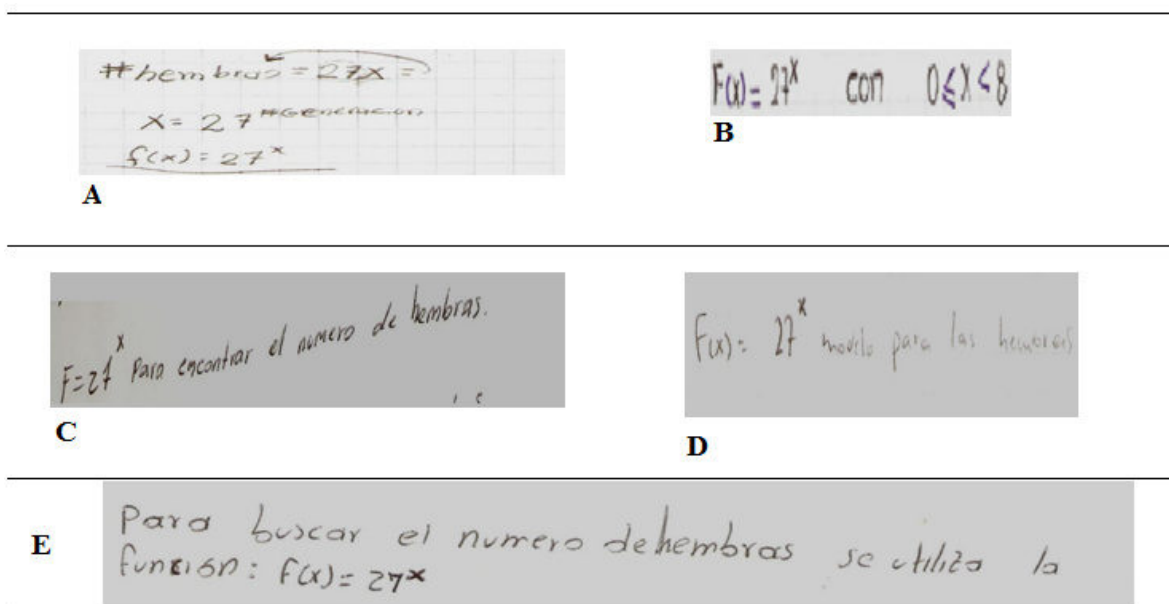 #hembras = 27x =
x = 27 #Generacion
f(x) = 27^x
A
F(x) = 27^x con 0≤x≤8
B
F=27^x Para encontrar el numero de hembras.
C
F(x) = 27^x modelo para las hembras
D
E
Para buscar el numero de hembras se utiliza la
función: f(x) = 27^x